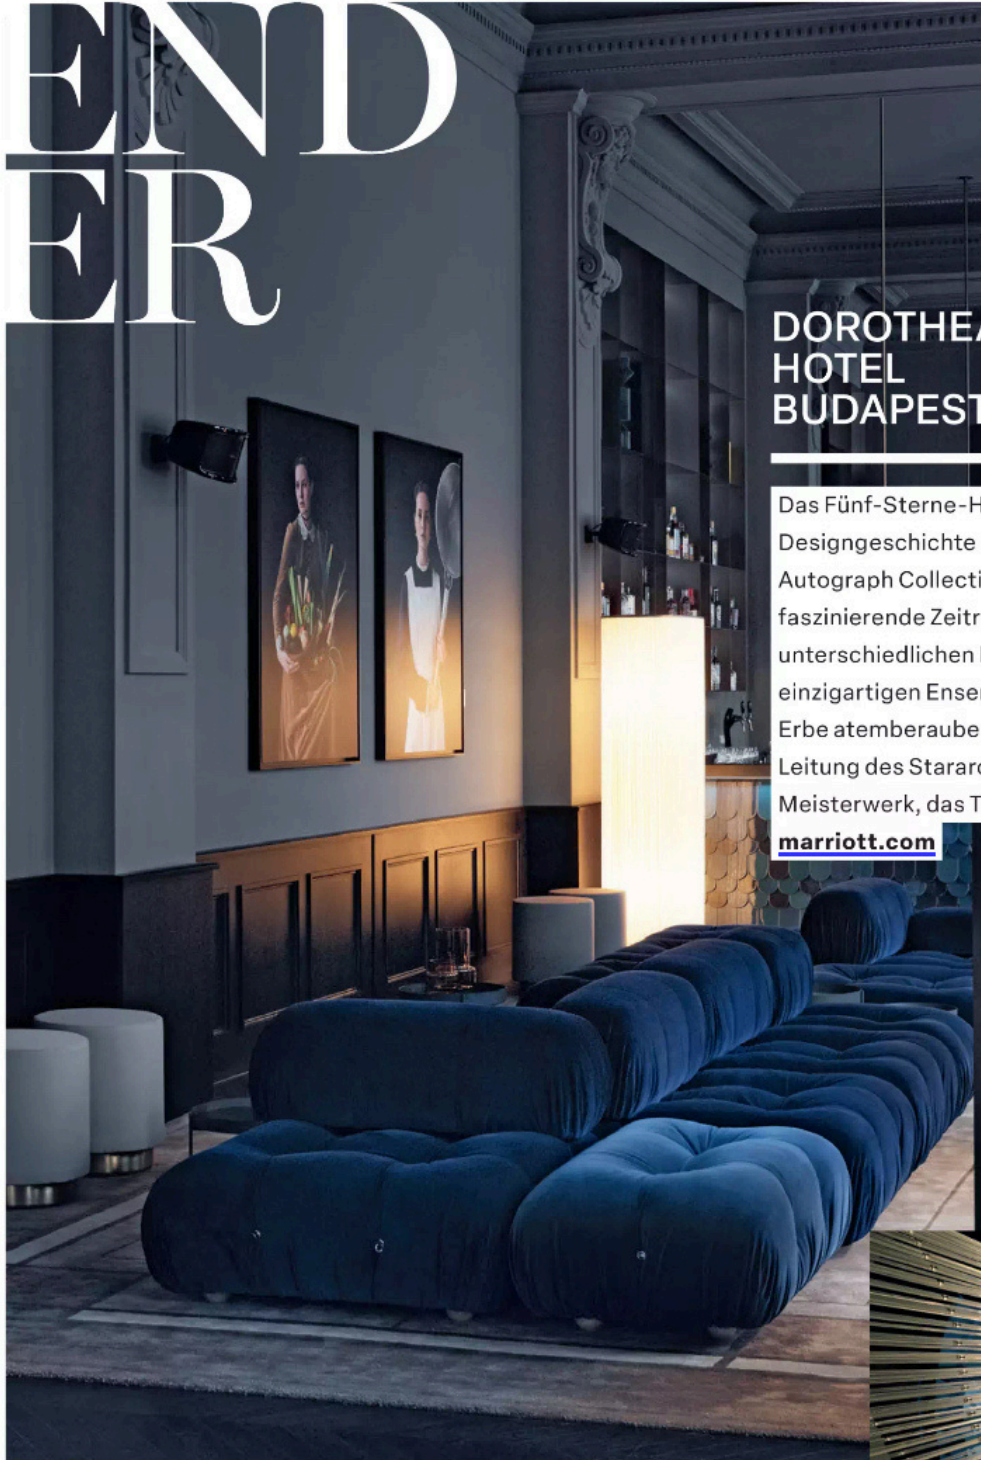 END
ER
DOROTHEA
HOTEL
BUDAPEST
Das Fünf-Sterne-H
Designgeschichte
Autograph Collecti
faszinierende Zeitr
unterschiedlichen
einzigartigen Ense
Erbe atemberaube
Leitung des Starar
Meisterwerk, das T
marriott.com